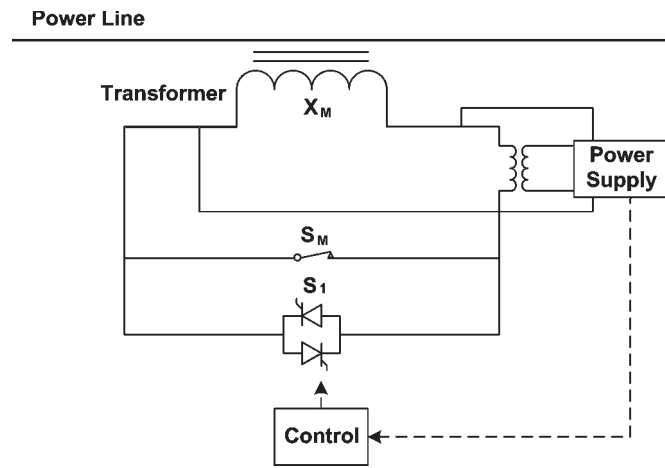 Power Line
Transformer
XM
Power
Supply
SM
S1
Control